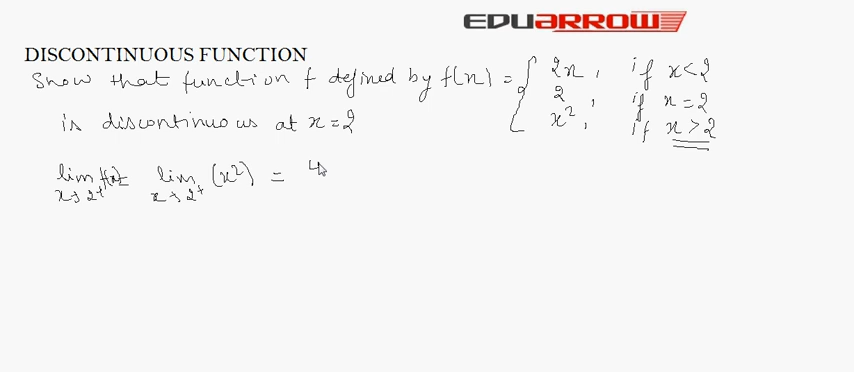 EDUARROW
DISCONTINUOUS FUNCTION
Show that function f defined by f(x) = { 2x, if x < 2
2, if x = 2
x², if x > 2
is discontinuous at x = 2
lim x→2⁺ f(x) = lim x→2⁺ (x²) = 4